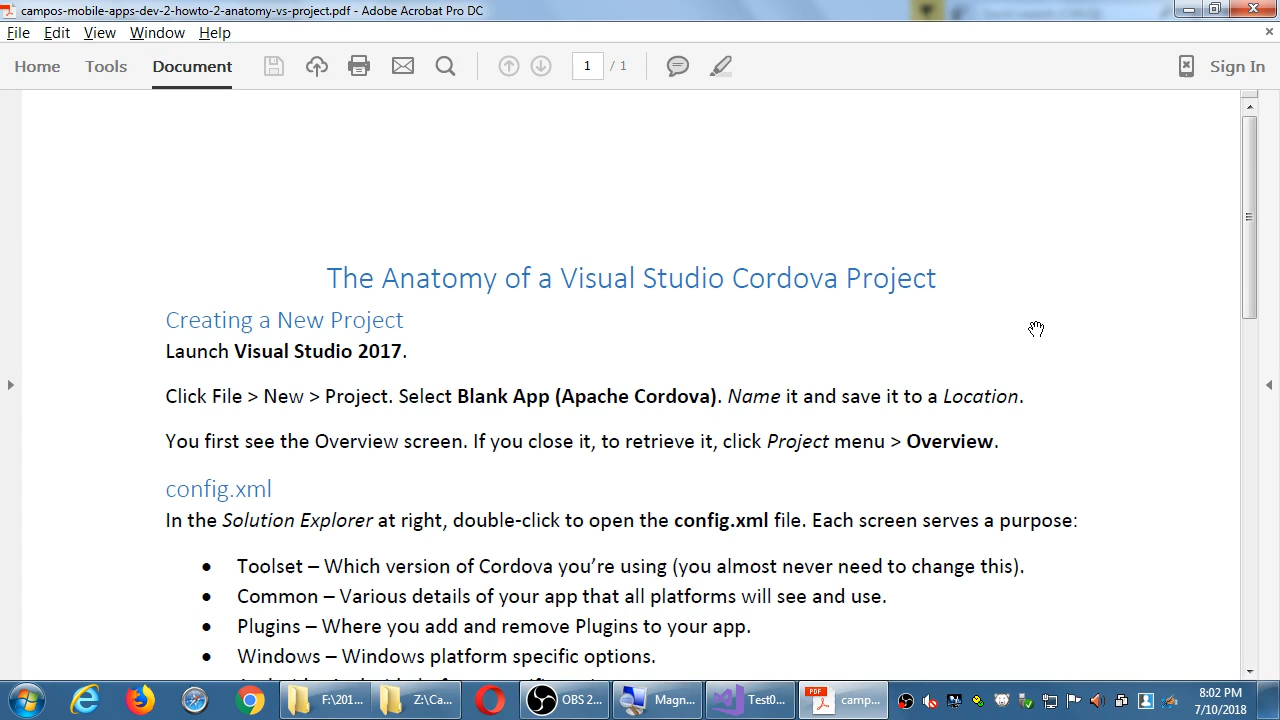 campos-mobile-apps-dev-2-howto-2-anatomy-vs-project.pdf - Adobe Acrobat Pro DC
File Edit View Window Help
Home Tools Document 1 / 1 Sign In
The Anatomy of a Visual Studio Cordova Project
Creating a New Project
Launch Visual Studio 2017.
Click File > New > Project. Select Blank App (Apache Cordova). Name it and save it to a Location.
You first see the Overview screen. If you close it, to retrieve it, click Project menu > Overview.
config.xml
In the Solution Explorer at right, double-click to open the config.xml file. Each screen serves a purpose:
• Toolset – Which version of Cordova you're using (you almost never need to change this).
• Common – Various details of your app that all platforms will see and use.
• Plugins – Where you add and remove Plugins to your app.
• Windows – Windows platform specific options.
F:\201... Z:\Ca... OBS 2... Magn... Test0... PDF camp... 8:02 PM
7/10/2018